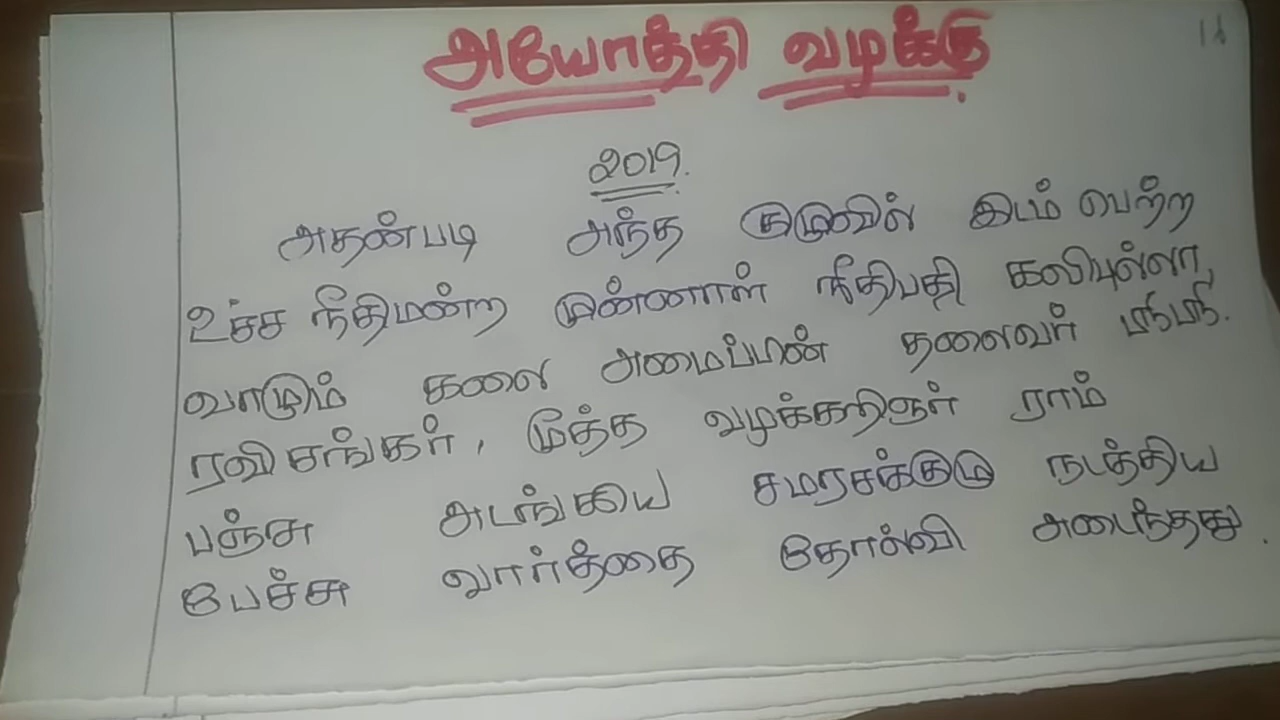 அயோத்தி வழக்கு.
2019.
அதன்படி அந்த குழுவில் இடம் பெற்ற
உச்ச நீதிமன்ற முன்னாள் நீதிபதி கலிபுல்லா,
வாழும் கலை அமைப்பின் தலைவர் ஸ்ரீஸ்ரீ.
ரவிசங்கர், மூத்த வழக்கறிஞர் ராம்
பஞ்சு அடங்கிய சமரசக்குழு நடத்திய
பேச்சு வார்த்தை தோல்வி அடைந்தது.